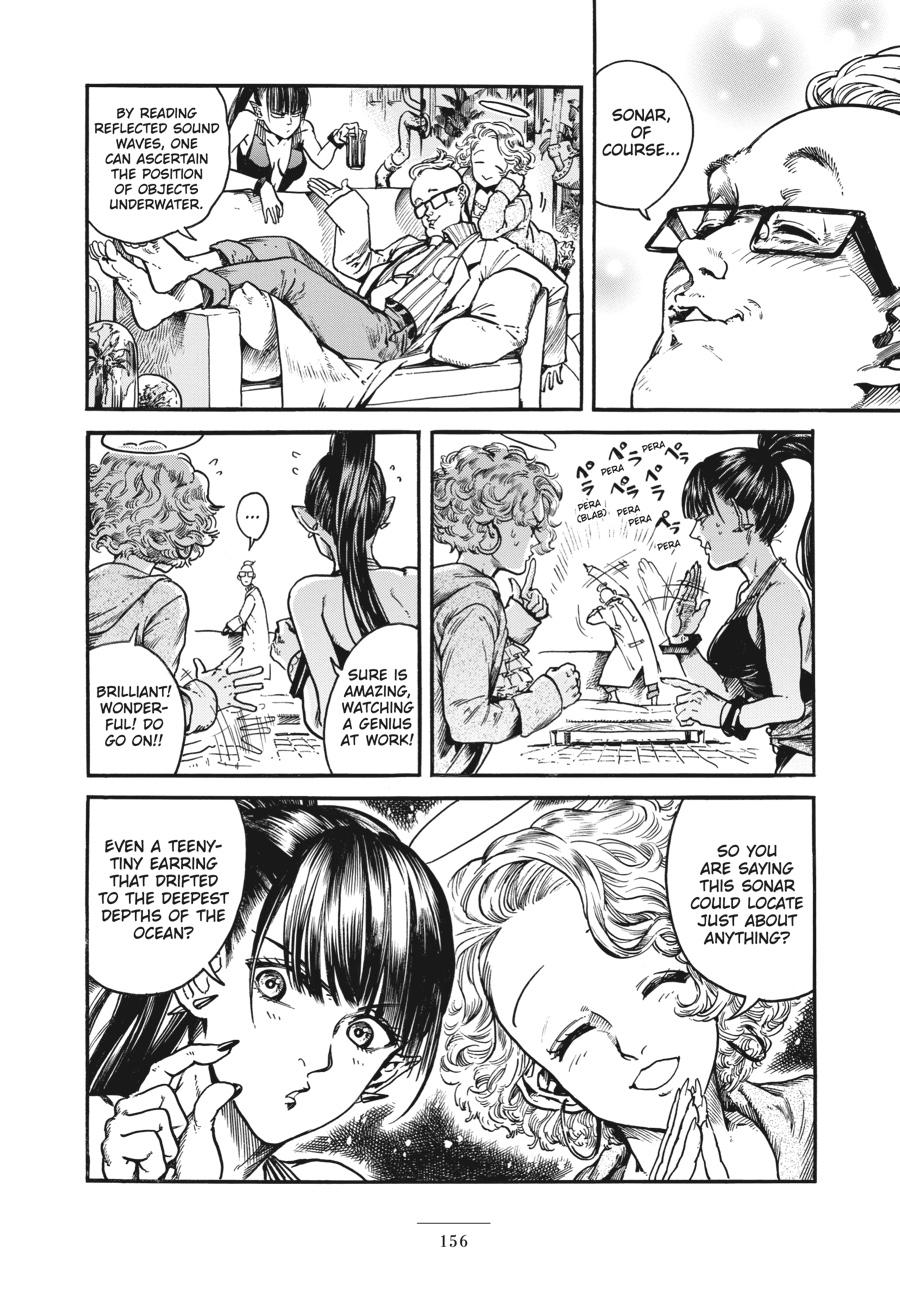 SONAR,
OF
COURSE...
BY READING
REFLECTED SOUND
WAVES, ONE
CAN ASCERTAIN
THE POSITION
OF OBJECTS
UNDERWATER.
ペラ
PERA
ペラ
PERA
ペラ
PERA
ペラ
PERA
ペラ
PERA
(BLAB)
ペラ
PERA
...
SURE IS
AMAZING,
WATCHING
A GENIUS
AT WORK!
BRILLIANT!
WONDER-
FUL! DO
GO ON!!
SO YOU
ARE SAYING
THIS SONAR
COULD LOCATE
JUST ABOUT
ANYTHING?
EVEN A TEENY-
TINY EARRING
THAT DRIFTED
TO THE DEEPEST
DEPTHS OF THE
OCEAN?
156